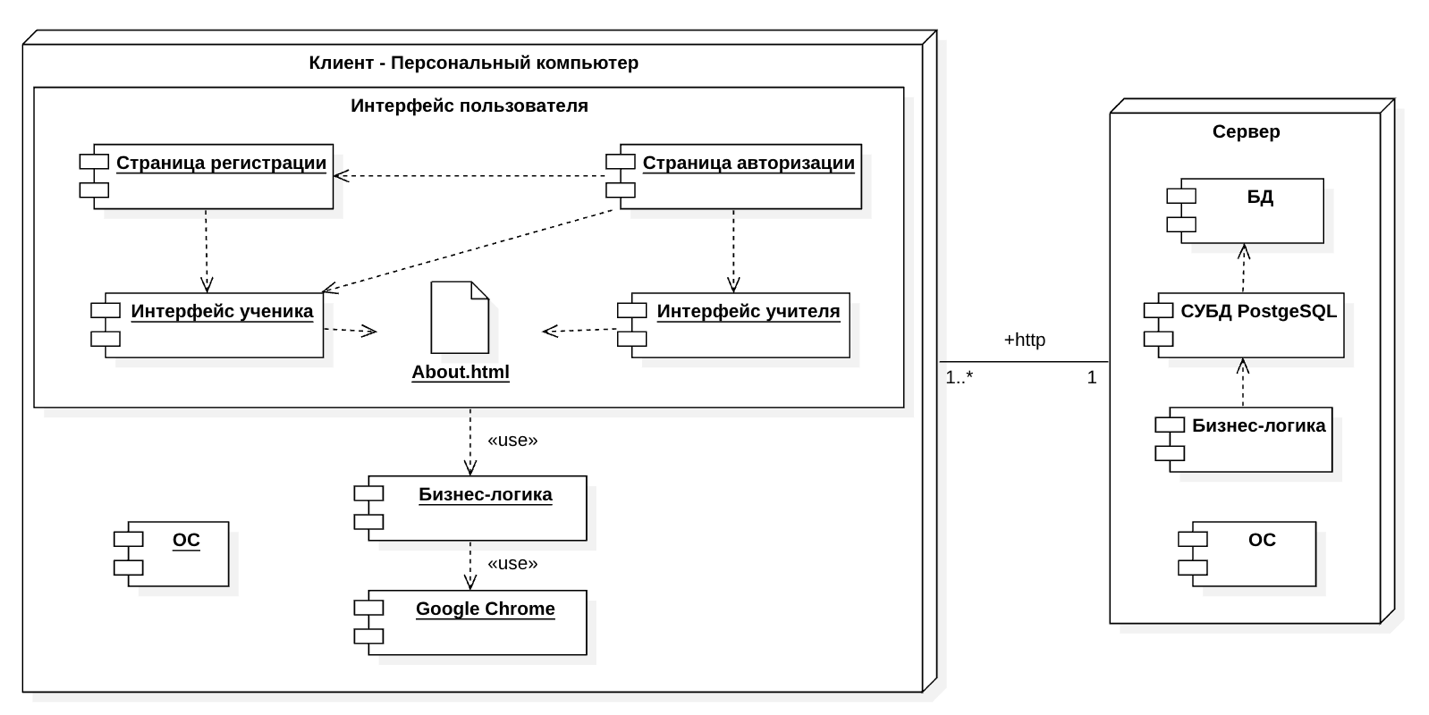 Клиент - Персональный компьютер
Интерфейс пользователя
Страница регистрации
Страница авторизации
Интерфейс ученика
Интерфейс учителя
About.html
«use»
Бизнес-логика
«use»
Google Chrome
ОС
+http
1..*
1
Сервер
БД
СУБД PostgeSQL
Бизнес-логика
ОС